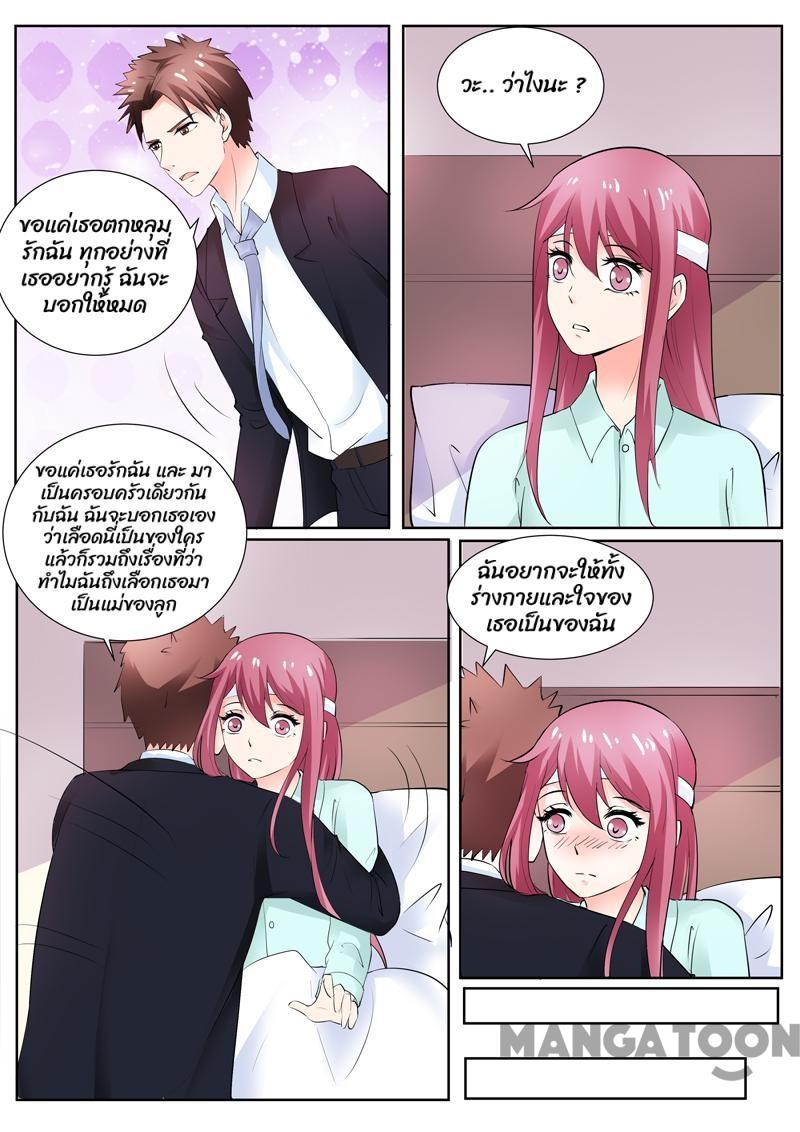 ขอแค่เธอตกหลุม
รักฉัน ทุกอย่างที่
เธออยากรู้ ฉันจะ
บอกให้หมด
วะ.. ว่าไงนะ ?
ขอแค่เธอรักฉัน และ มา
เป็นครอบครัวเดียวกัน
กับฉัน ฉันจะบอกเธอเอง
ว่าเลือดนี้เป็นของใคร
แล้วก็รวมถึงเรื่องที่ว่า
ทำไมฉันถึงเลือกเธอมา
เป็นแม่ของลูก
ฉันอยากจะให้ทั้ง
ร่างกายและใจของ
เธอเป็นของฉัน
MANGATOON